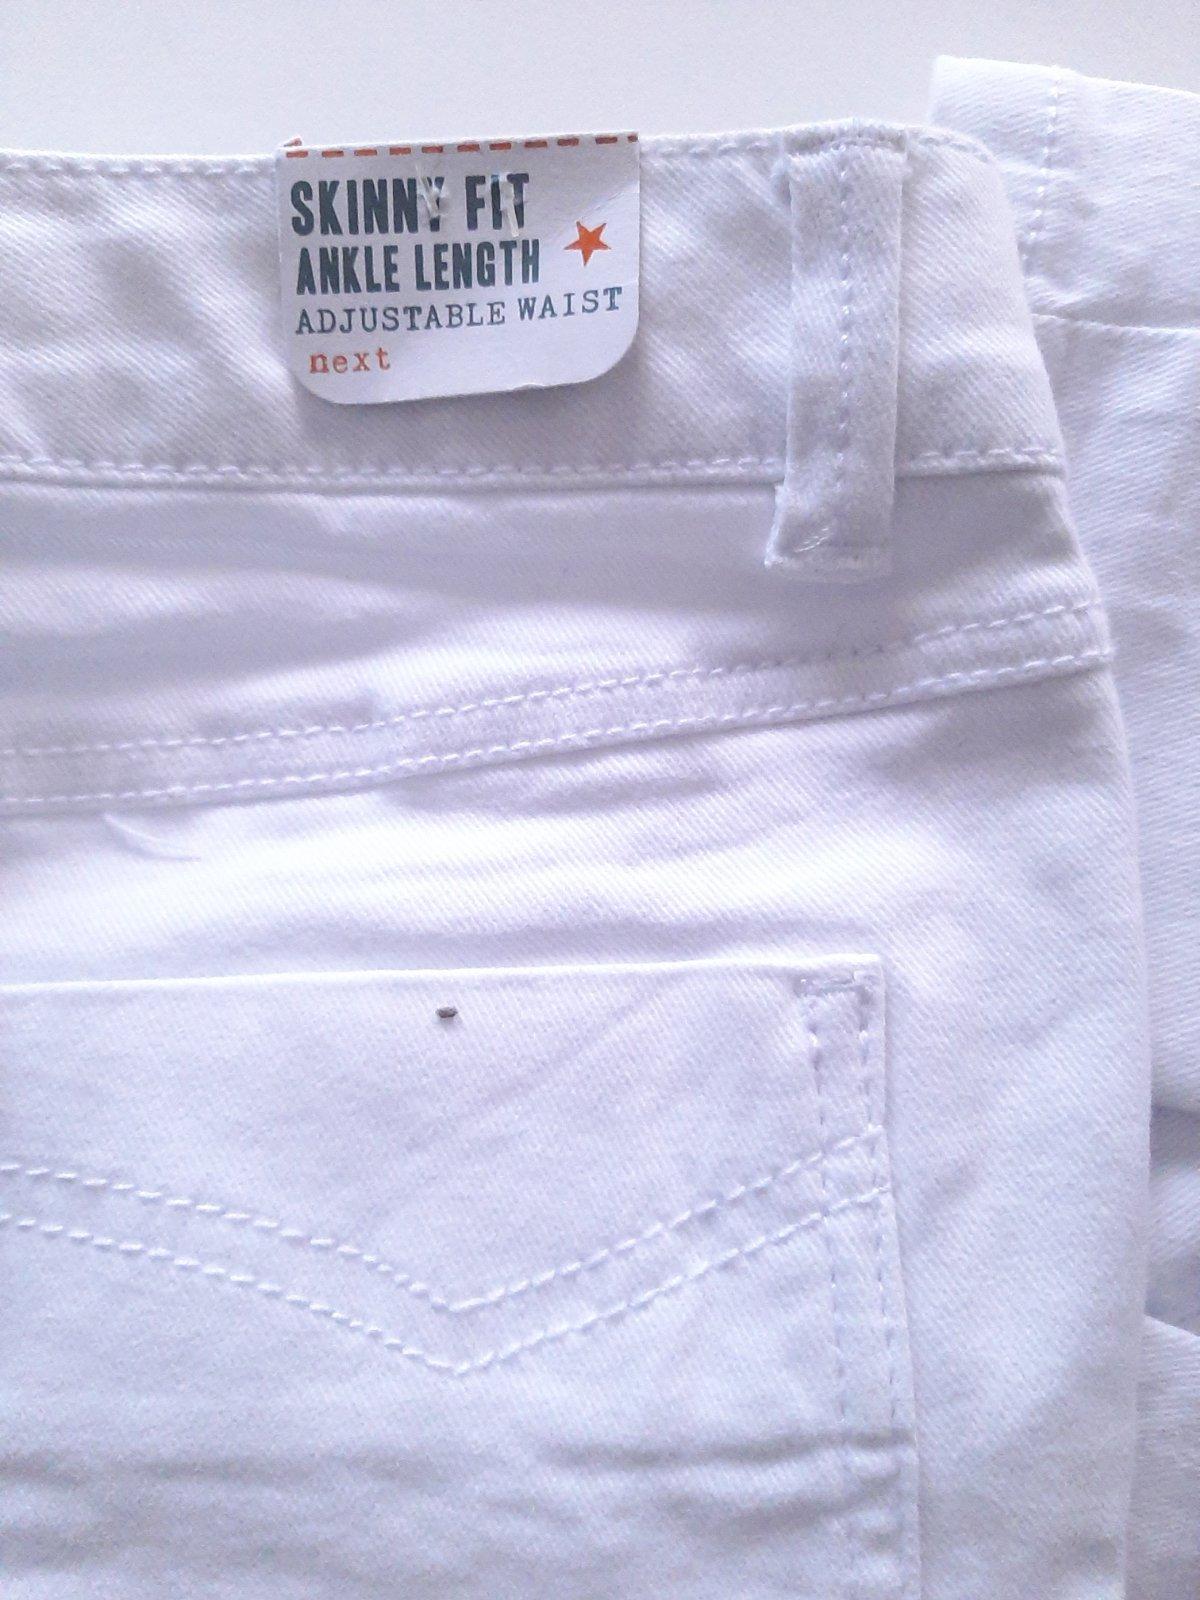 SKINNY FIT
ANKLE LENGTH
ADJUSTABLE WAIST
next